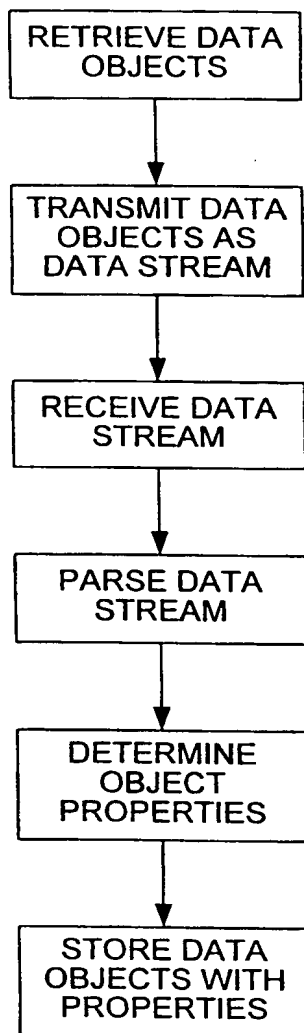 RETRIEVE DATA
OBJECTS
TRANSMIT DATA
OBJECTS AS
DATA STREAM
RECEIVE DATA
STREAM
PARSE DATA
STREAM
DETERMINE
OBJECT
PROPERTIES
STORE DATA
OBJECTS WITH
PROPERTIES